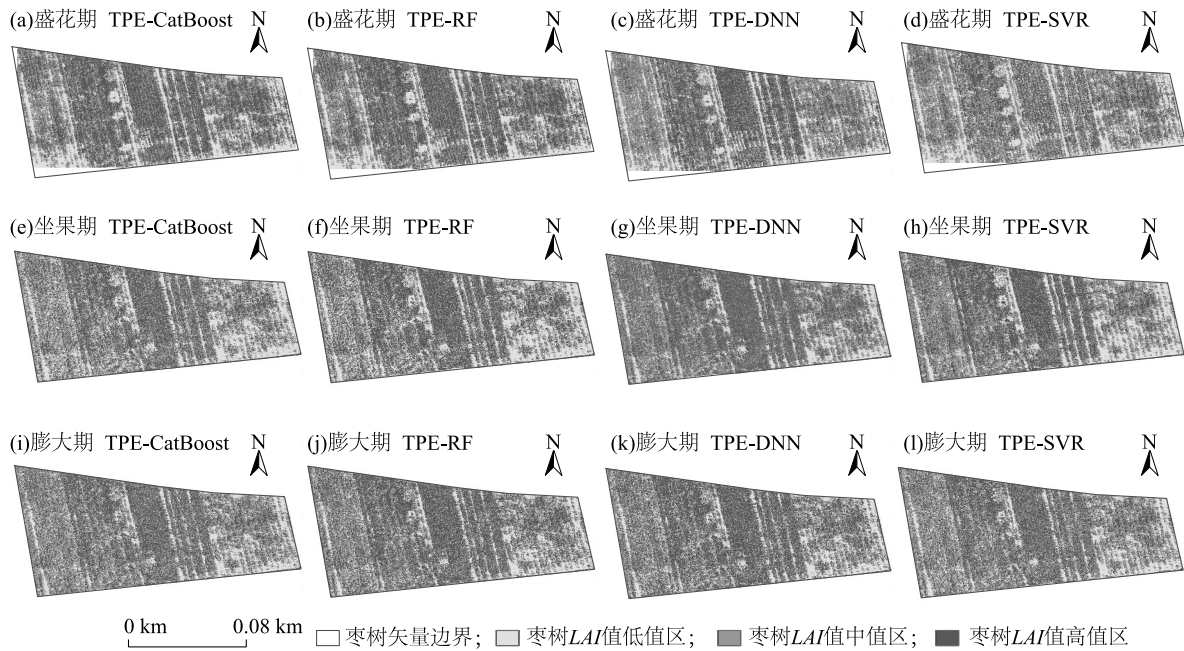 (a)盛花期 TPE-CatBoost N (b)盛花期 TPE-RF N (c)盛花期 TPE-DNN N (d)盛花期 TPE-SVR N
(e)坐果期 TPE-CatBoost N (f)坐果期 TPE-RF N (g)坐果期 TPE-DNN N (h)坐果期 TPE-SVR N
(i)膨大期 TPE-CatBoost N (j)膨大期 TPE-RF N (k)膨大期 TPE-DNN N (l)膨大期 TPE-SVR N
0 km 0.08 km 枣树矢量边界; 枣树LAI值低值区; 枣树LAI值中值区; 枣树LAI值高值区